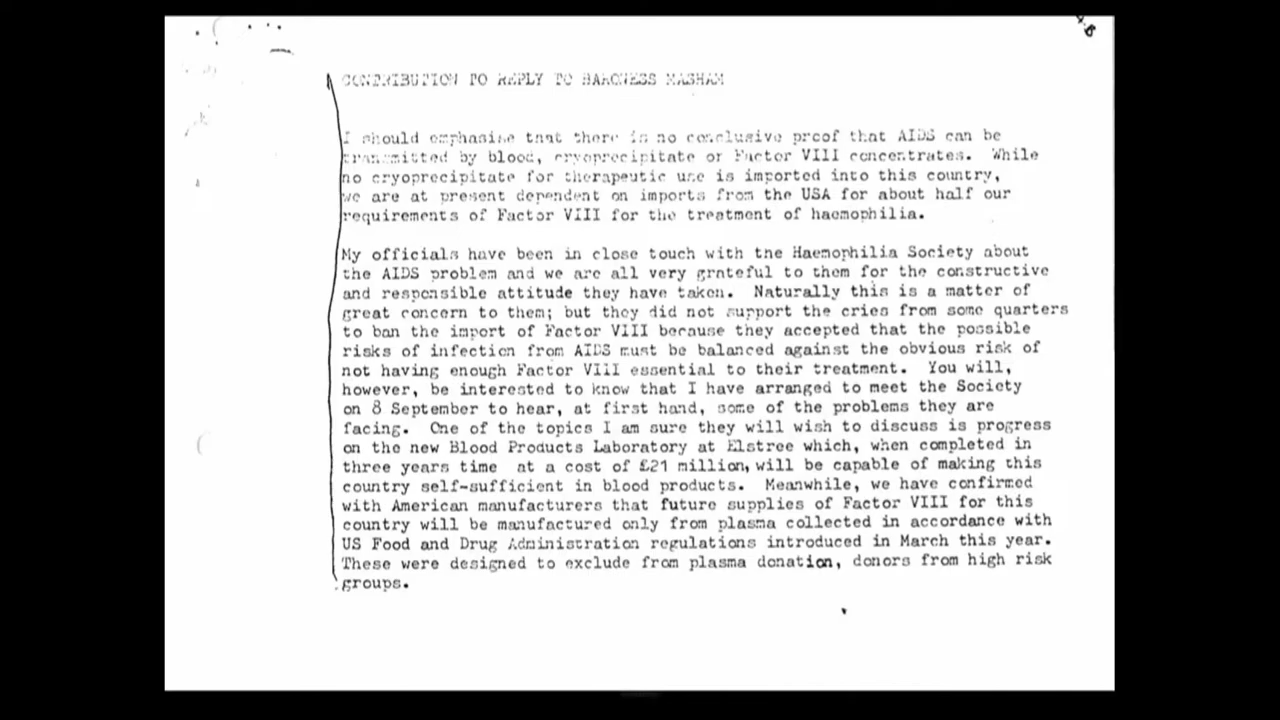 CONTRIBUTION TO REPLY TO BARONESS MASHAM
I should emphasise that there is no conclusive proof that AIDS can be
transmitted by blood, cryoprecipitate or Factor VIII concentrates. While
no cryoprecipitate for therapeutic use is imported into this country,
we are at present dependent on imports from the USA for about half our
requirements of Factor VIII for the treatment of haemophilia.
My officials have been in close touch with the Haemophilia Society about
the AIDS problem and we are all very grateful to them for the constructive
and responsible attitude they have taken. Naturally this is a matter of
great concern to them; but they did not support the cries from some quarters
to ban the import of Factor VIII because they accepted that the possible
risks of infection from AIDS must be balanced against the obvious risk of
not having enough Factor VIII essential to their treatment. You will,
however, be interested to know that I have arranged to meet the Society
on 8 September to hear, at first hand, some of the problems they are
facing. One of the topics I am sure they will wish to discuss is progress
on the new Blood Products Laboratory at Elstree which, when completed in
three years time at a cost of £21 million, will be capable of making this
country self-sufficient in blood products. Meanwhile, we have confirmed
with American manufacturers that future supplies of Factor VIII for this
country will be manufactured only from plasma collected in accordance with
US Food and Drug Administration regulations introduced in March this year.
These were designed to exclude from plasma donation, donors from high risk
groups.